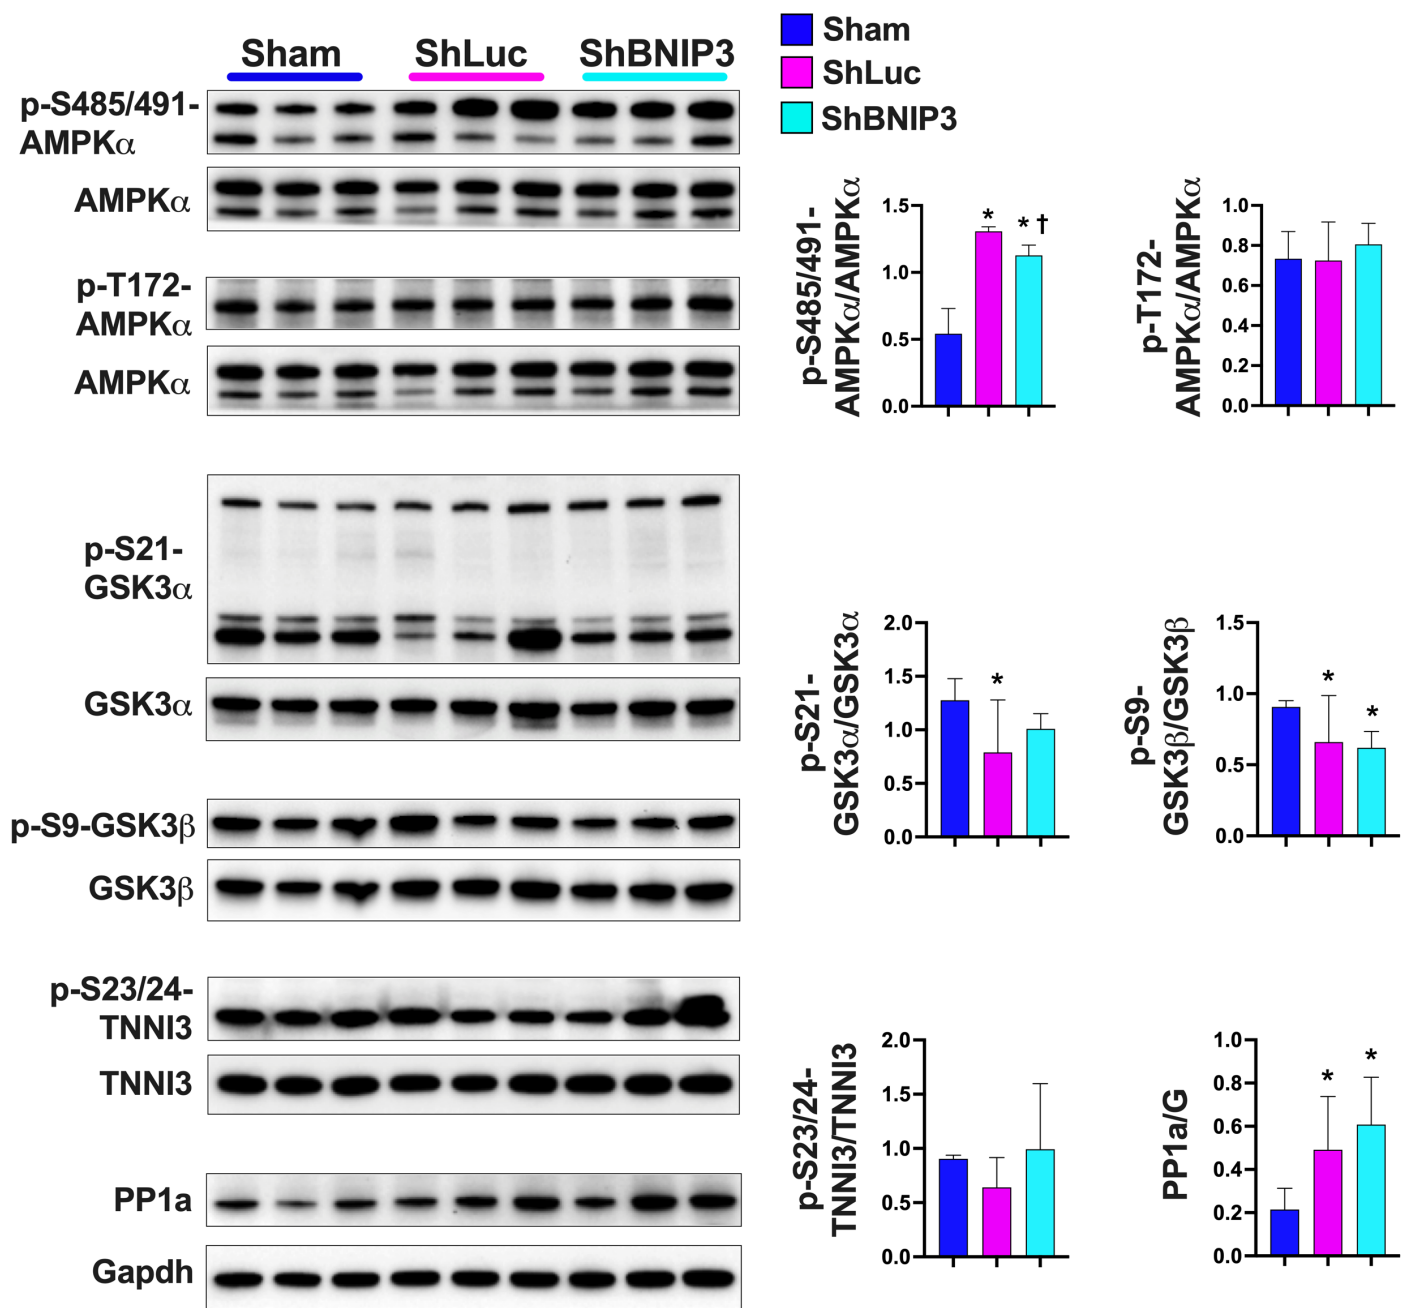 Sham
ShLuc
ShBNIP3
Sham
ShLuc
ShBNIP3
p-S485/491-
AMPKα
AMPKα
p-T172-
AMPKα
AMPKα
p-S21-
GSK3α
GSK3α
p-S9-GSK3β
GSK3β
p-S23/24-
TNNI3
TNNI3
PP1a
Gapdh
p-S485/491-
AMPKα/AMPKα
1.5
1.0
0.5
0.0
*
* †
p-T172-
AMPKα/AMPKα
1.0
0.8
0.6
0.4
0.2
0.0
p-S21-
GSK3α/GSK3α
2.0
1.5
1.0
0.5
0.0
*
p-S9-
GSK3β/GSK3β
1.5
1.0
0.5
0.0
*
*
p-S23/24-
TNNI3/TNNI3
2.0
1.5
1.0
0.5
0.0
PP1a/G
1.0
0.8
0.6
0.4
0.2
0.0
*
*